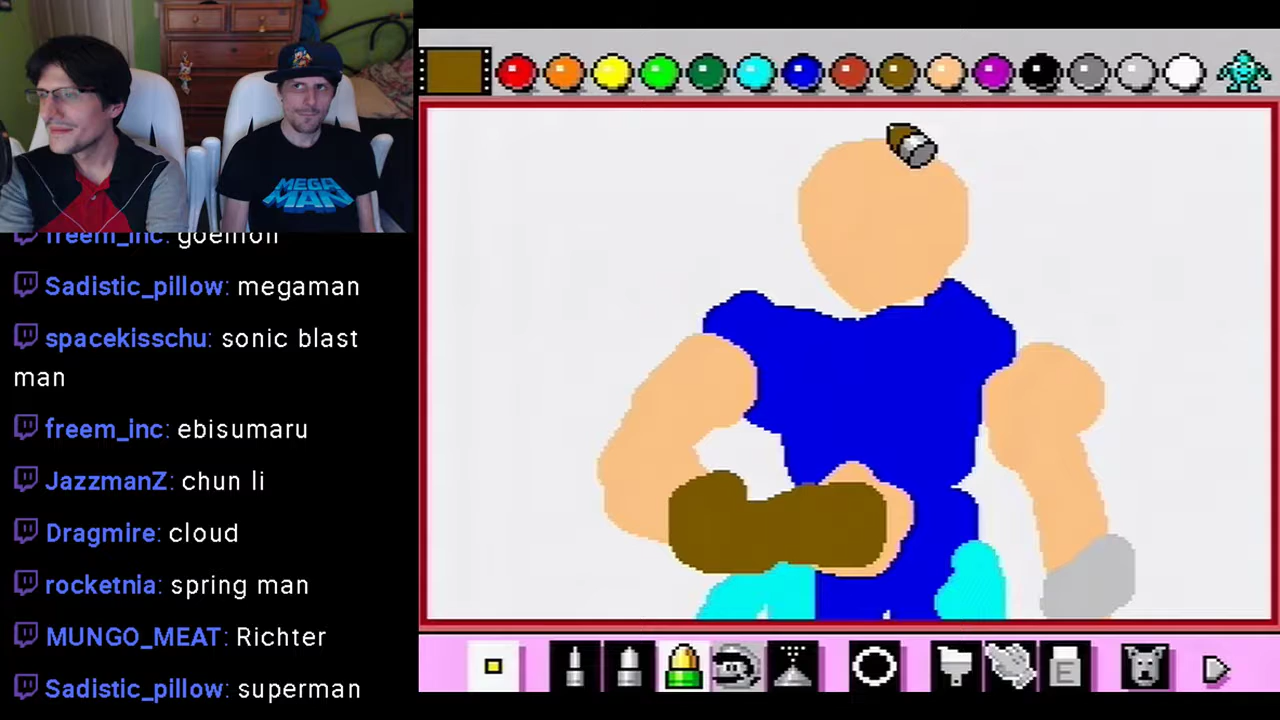 MEGA
MAN
freem_inc: goemon
Sadistic_pillow: megaman
spacekisschu: sonic blast
man
freem_inc: ebisumaru
JazzmanZ: chun li
Dragmire: cloud
rocketnia: spring man
MUNGO_MEAT: Richter
Sadistic_pillow: superman
E